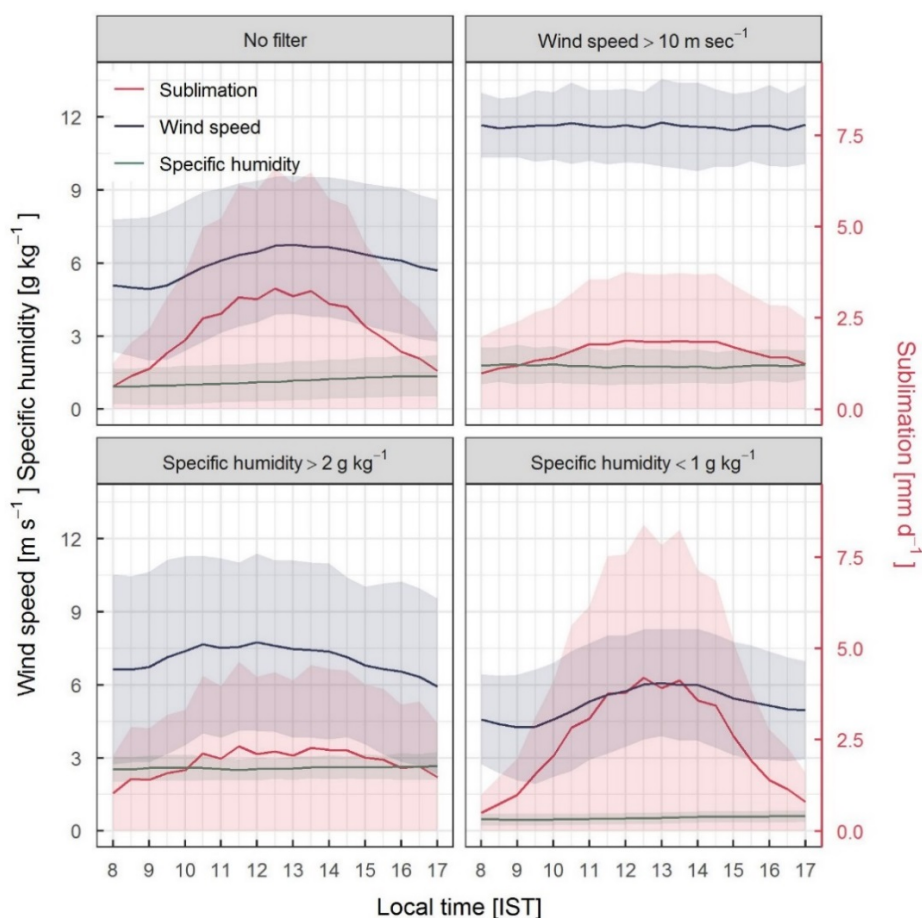 No filter
Wind speed > 10 m sec⁻¹
Sublimation
Wind speed
Specific humidity
12
9
6
3
0
7.5
5.0
2.5
0.0
Specific humidity > 2 g kg⁻¹
Specific humidity < 1 g kg⁻¹
12
9
6
3
0
7.5
5.0
2.5
0.0
Wind speed [m s⁻¹ ] Specific humidity [g kg⁻¹ ]
Sublimation [mm d⁻¹ ]
8 9 10 11 12 13 14 15 16 17
8 9 10 11 12 13 14 15 16 17
Local time [IST]